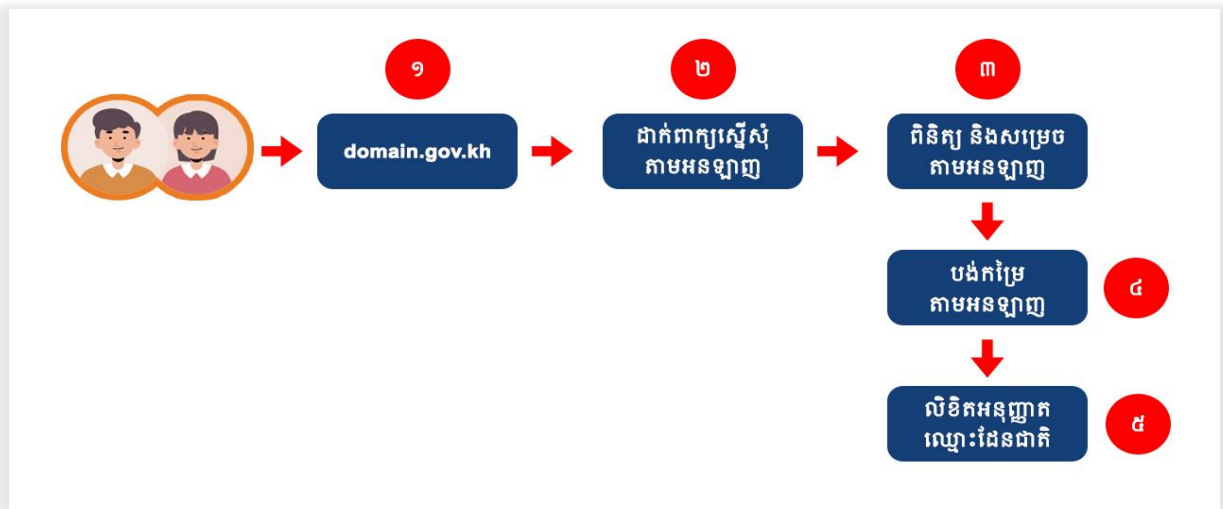 ១
២
៣
domain.gov.kh
ដាក់ពាក្យស្នើសុំ
តាមអនឡាញ
ពិនិត្យ និងសម្រេច
តាមអនឡាញ
បង់កម្រៃ
តាមអនឡាញ
៤
លិខិតអនុញ្ញាត
ឈ្មោះដែនជាតិ
៥